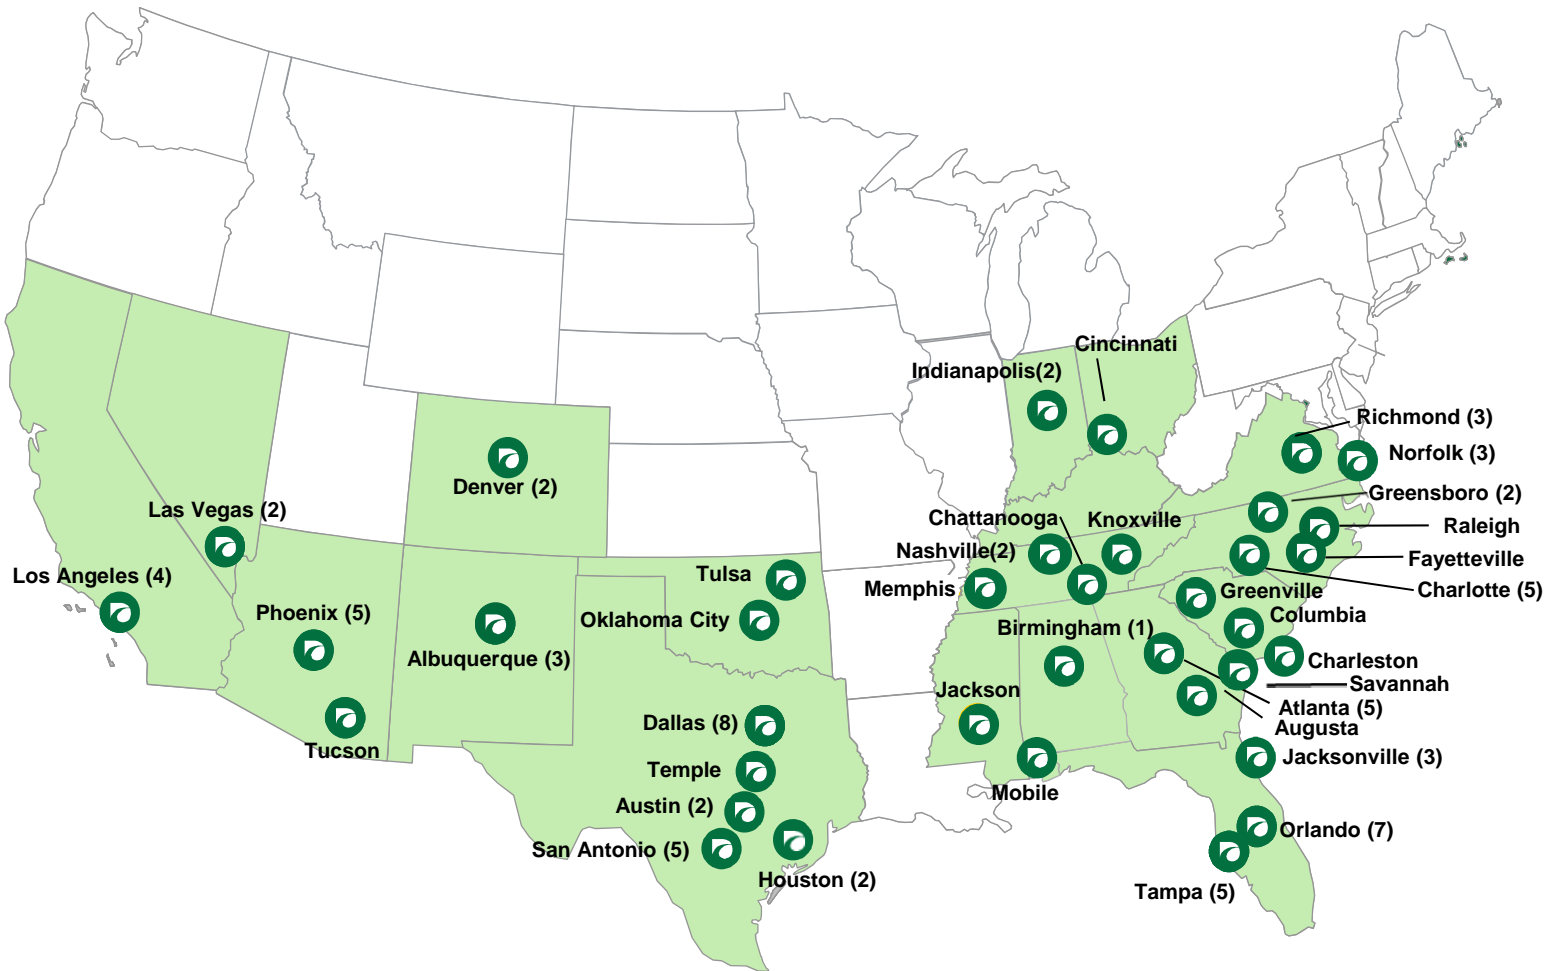 Cincinnati
Indianapolis(2)
Richmond (3)
Norfolk (3)
Denver (2)
Greensboro (2)
Las Vegas (2)
Chattanooga
Knoxville
Raleigh
Nashville(2)
Fayetteville
Los Angeles (4)
Tulsa
Memphis
Greenville
Charlotte (5)
Phoenix (5)
Oklahoma City
Columbia
Birmingham (1)
Albuquerque (3)
Charleston
Savannah
Jackson
Atlanta (5)
Augusta
Dallas (8)
Tucson
Jacksonville (3)
Temple
Mobile
Austin (2)
Orlando (7)
San Antonio (5)
Houston (2)
Tampa (5)